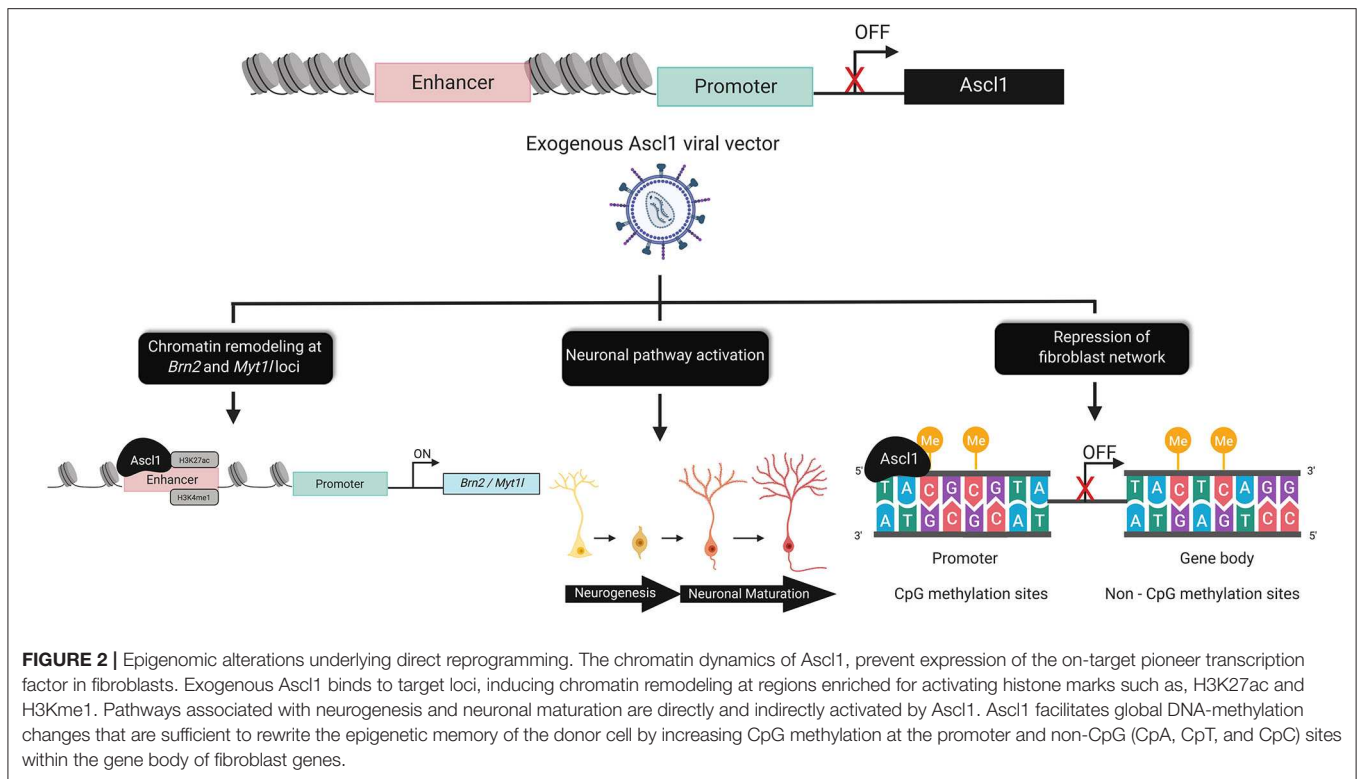 OFF
Enhancer
Promoter
Ascl1
Exogenous Ascl1 viral vector
Chromatin remodeling at
Brn2 and Myt1l loci
Neuronal pathway activation
Repression of
fibroblast network
Ascl1
H3K27ac
Enhancer
H3K4me1
Promoter
ON
Brn2 / Myt1l
Neurogenesis
Neuronal Maturation
Me
Me
OFF
Me
Me
Ascl1
5'
3'
T A C G C G T A
A T G C G C A T
3'
T A C T C A G G
A T G A G T C C
5'
Promoter
Gene body
CpG methylation sites
Non - CpG methylation sites
FIGURE 2 | Epigenomic alterations underlying direct reprogramming. The chromatin dynamics of Ascl1, prevent expression of the on-target pioneer transcription
factor in fibroblasts. Exogenous Ascl1 binds to target loci, inducing chromatin remodeling at regions enriched for activating histone marks such as, H3K27ac and
H3Kme1. Pathways associated with neurogenesis and neuronal maturation are directly and indirectly activated by Ascl1. Ascl1 facilitates global DNA-methylation
changes that are sufficient to rewrite the epigenetic memory of the donor cell by increasing CpG methylation at the promoter and non-CpG (CpA, CpT, and CpC) sites
within the gene body of fibroblast genes.